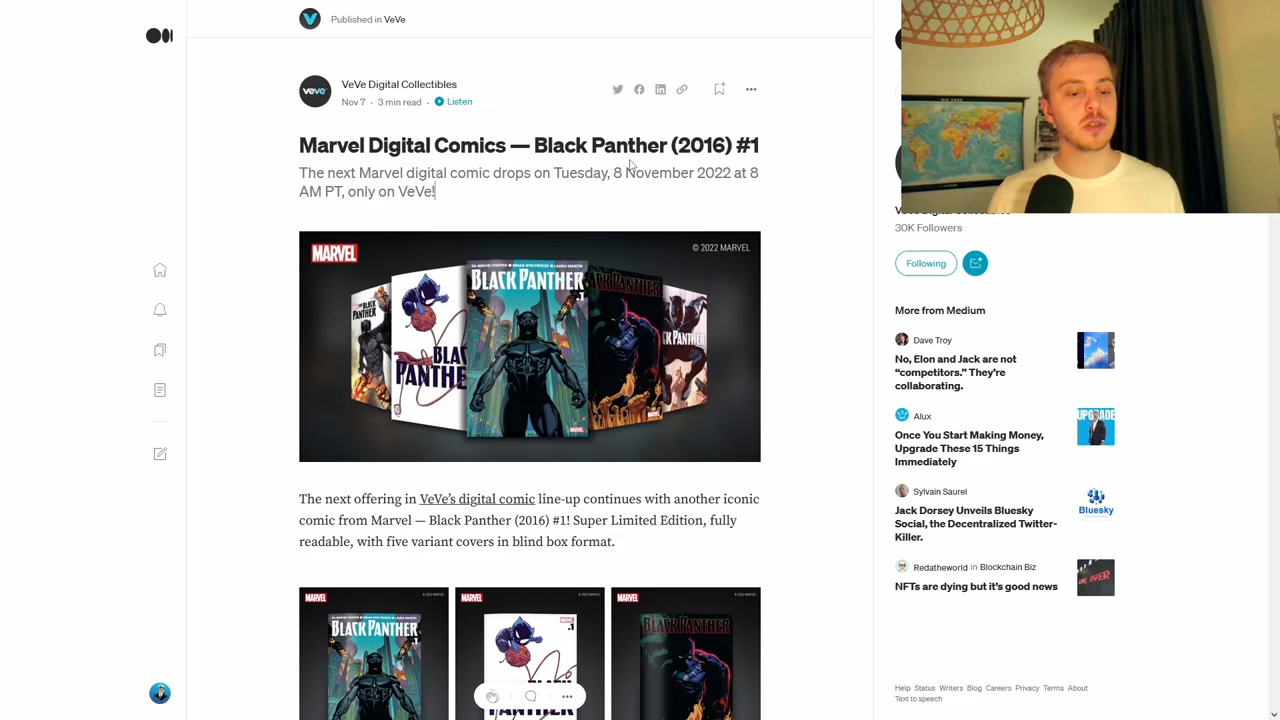 Published in VeVe
veve
VeVe Digital Collectibles
Nov 7 · 3 min read · Listen
Marvel Digital Comics — Black Panther (2016) #1
The next Marvel digital comic drops on Tuesday, 8 November 2022 at 8
AM PT, only on VeVe!
MARVEL
© 2022 MARVEL
BLACK PANTHER
The next offering in VeVe's digital comic line-up continues with another iconic
comic from Marvel — Black Panther (2016) #1! Super Limited Edition, fully
readable, with five variant covers in blind box format.
MARVEL
MARVEL
MARVEL
BLACK PANTHER
BLACK PANTHER
30K Followers
Following
More from Medium
Dave Troy
No, Elon and Jack are not
“competitors.” They’re
collaborating.
Alux
UPGRADE
Once You Start Making Money,
Upgrade These 15 Things
Immediately
Sylvain Saurel
Jack Dorsey Unveils Bluesky
Social, the Decentralized Twitter-
Killer.
Bluesky
Redatheworld in Blockchain Biz
NFTs are dying but it’s good news
Help Status Writers Blog Careers Privacy Terms About
Text to speech